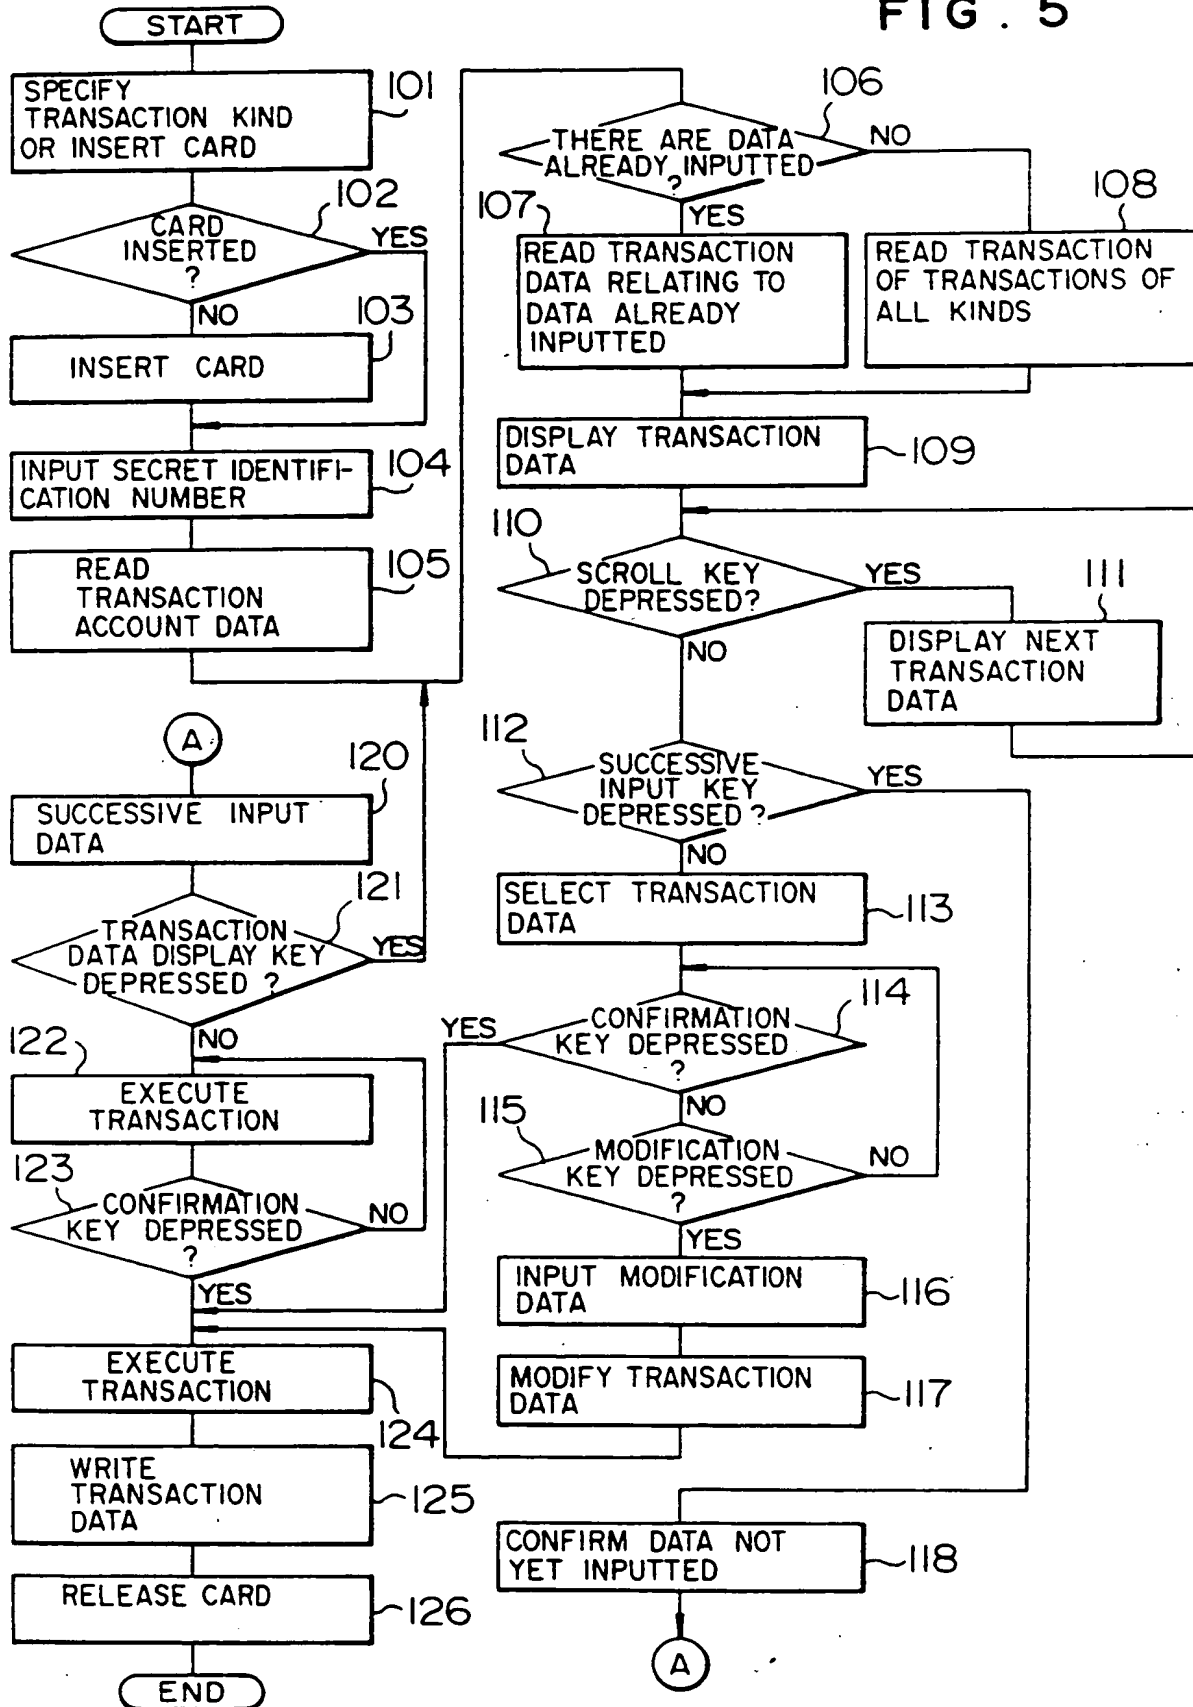 FIG. 5
START
SPECIFY
TRANSACTION KIND
OR INSERT CARD
101
CARD
INSERTED
?
102
YES
NO
INSERT CARD
103
INPUT SECRET IDENTIFI-
CATION NUMBER
104
READ
TRANSACTION
ACCOUNT DATA
105
THERE ARE DATA
ALREADY INPUTTED
?
106
NO
YES
107
READ TRANSACTION
DATA RELATING TO
DATA ALREADY
INPUTTED
108
READ TRANSACTION
OF TRANSACTIONS OF
ALL KINDS
DISPLAY TRANSACTION
DATA
109
110
SCROLL KEY
DEPRESSED?
YES
NO
111
DISPLAY NEXT
TRANSACTION
DATA
112
SUCCESSIVE
INPUT KEY
DEPRESSED ?
YES
NO
SELECT TRANSACTION
DATA
113
CONFIRMATION
KEY DEPRESSED
?
114
YES
NO
115
MODIFICATION
KEY DEPRESSED
?
NO
YES
INPUT MODIFICATION
DATA
116
MODIFY TRANSACTION
DATA
117
CONFIRM DATA NOT
YET INPUTTED
118
A
A
SUCCESSIVE INPUT
DATA
120
TRANSACTION
DATA DISPLAY KEY
DEPRESSED ?
121
YES
NO
122
EXECUTE
TRANSACTION
123
CONFIRMATION
KEY DEPRESSED
?
NO
YES
EXECUTE
TRANSACTION
124
WRITE
TRANSACTION
DATA
125
RELEASE CARD
126
END